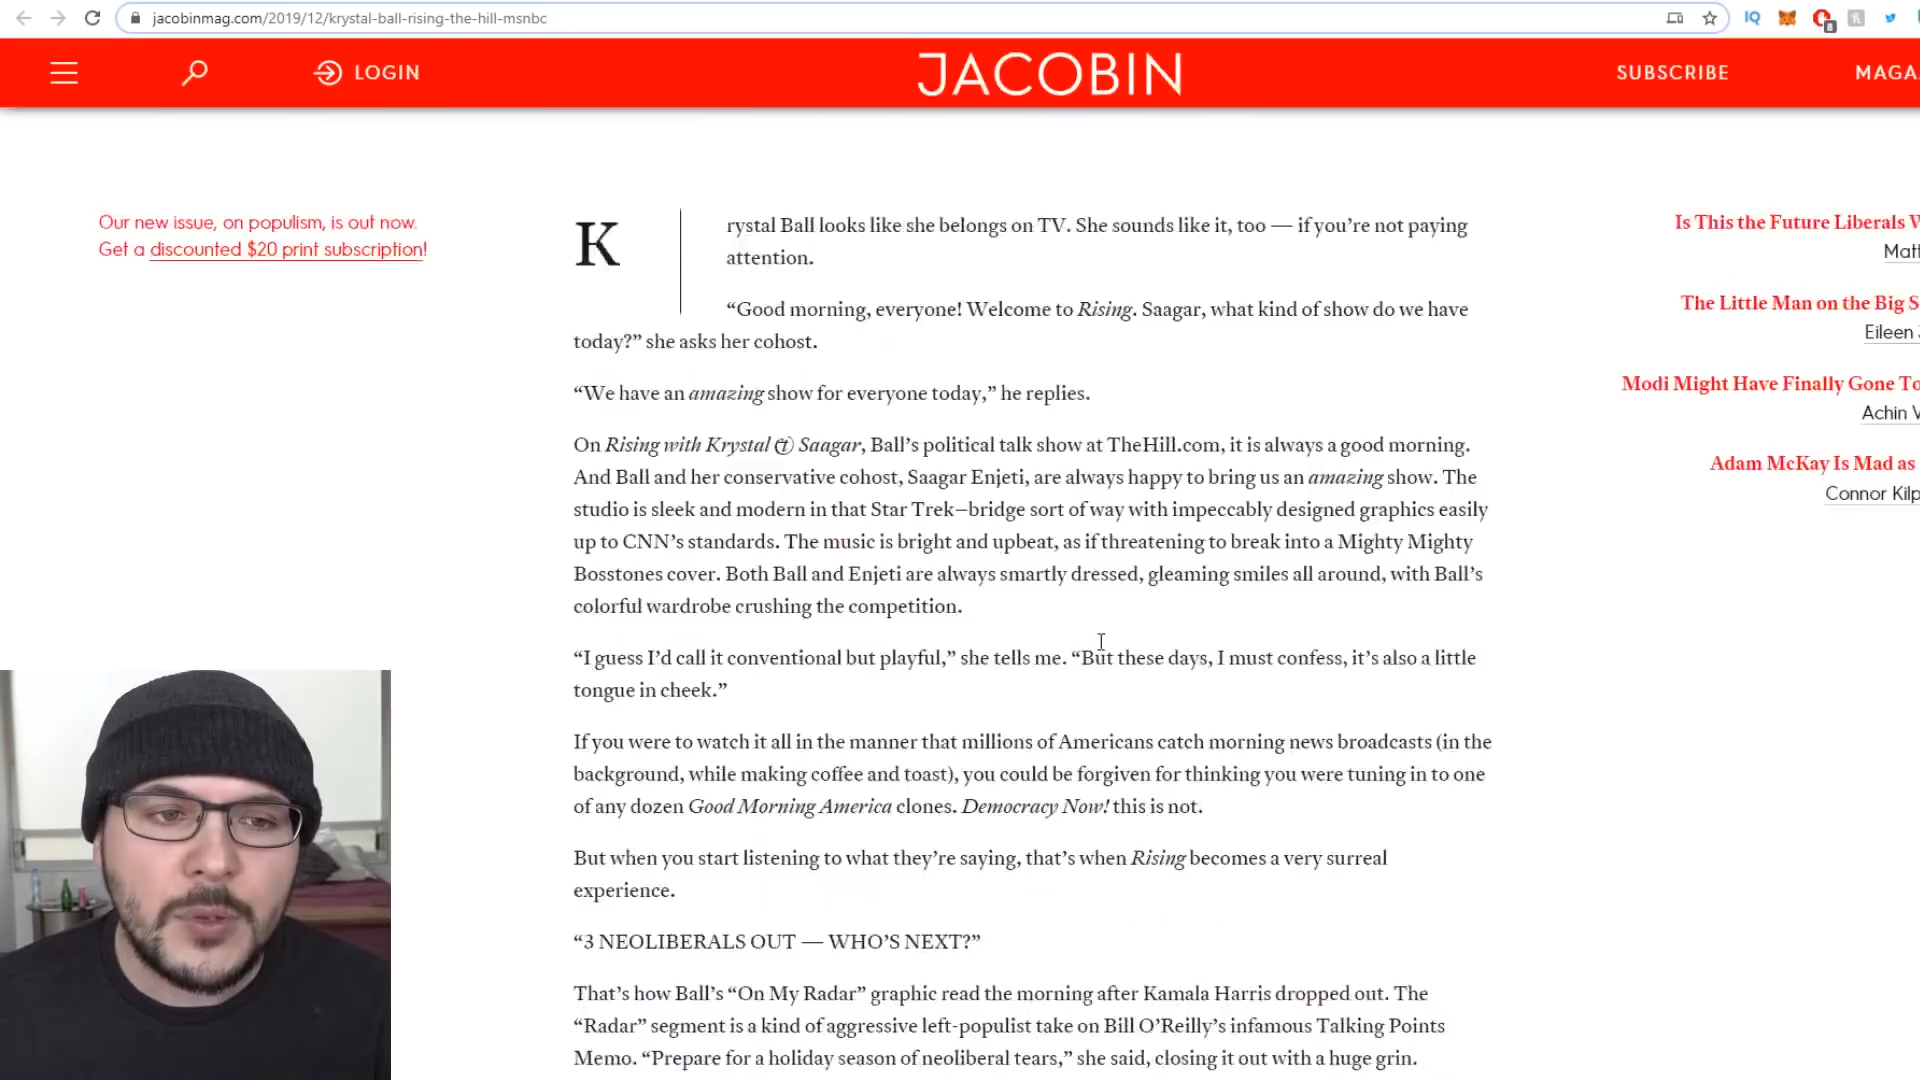 jacobinmag.com/2019/12/krystal-ball-rising-the-hill-msnbc
IQ
8
LOGIN
JACOBIN
SUBSCRIBE
MAGA
Our new issue, on populism, is out now.
Get a discounted $20 print subscription!
Krystal Ball looks like she belongs on TV. She sounds like it, too — if you’re not paying
attention.
“Good morning, everyone! Welcome to Rising. Saagar, what kind of show do we have
today?” she asks her cohost.
“We have an amazing show for everyone today,” he replies.
On Rising with Krystal & Saagar, Ball’s political talk show at TheHill.com, it is always a good morning.
And Ball and her conservative cohost, Saagar Enjeti, are always happy to bring us an amazing show. The
studio is sleek and modern in that Star Trek–bridge sort of way with impeccably designed graphics easily
up to CNN’s standards. The music is bright and upbeat, as if threatening to break into a Mighty Mighty
Bosstones cover. Both Ball and Enjeti are always smartly dressed, gleaming smiles all around, with Ball’s
colorful wardrobe crushing the competition.
“I guess I’d call it conventional but playful,” she tells me. “But these days, I must confess, it’s also a little
tongue in cheek.”
If you were to watch it all in the manner that millions of Americans catch morning news broadcasts (in the
background, while making coffee and toast), you could be forgiven for thinking you were tuning in to one
of any dozen Good Morning America clones. Democracy Now! this is not.
But when you start listening to what they’re saying, that’s when Rising becomes a very surreal
experience.
“3 NEOLIBERALS OUT — WHO’S NEXT?”
That’s how Ball’s “On My Radar” graphic read the morning after Kamala Harris dropped out. The
“Radar” segment is a kind of aggressive left-populist take on Bill O’Reilly’s infamous Talking Points
Memo. “Prepare for a holiday season of neoliberal tears,” she said, closing it out with a huge grin.
Is This the Future Liberals W
Matt
The Little Man on the Big S
Eileen
Modi Might Have Finally Gone To
Achin V
Adam McKay Is Mad as
Connor Kilp